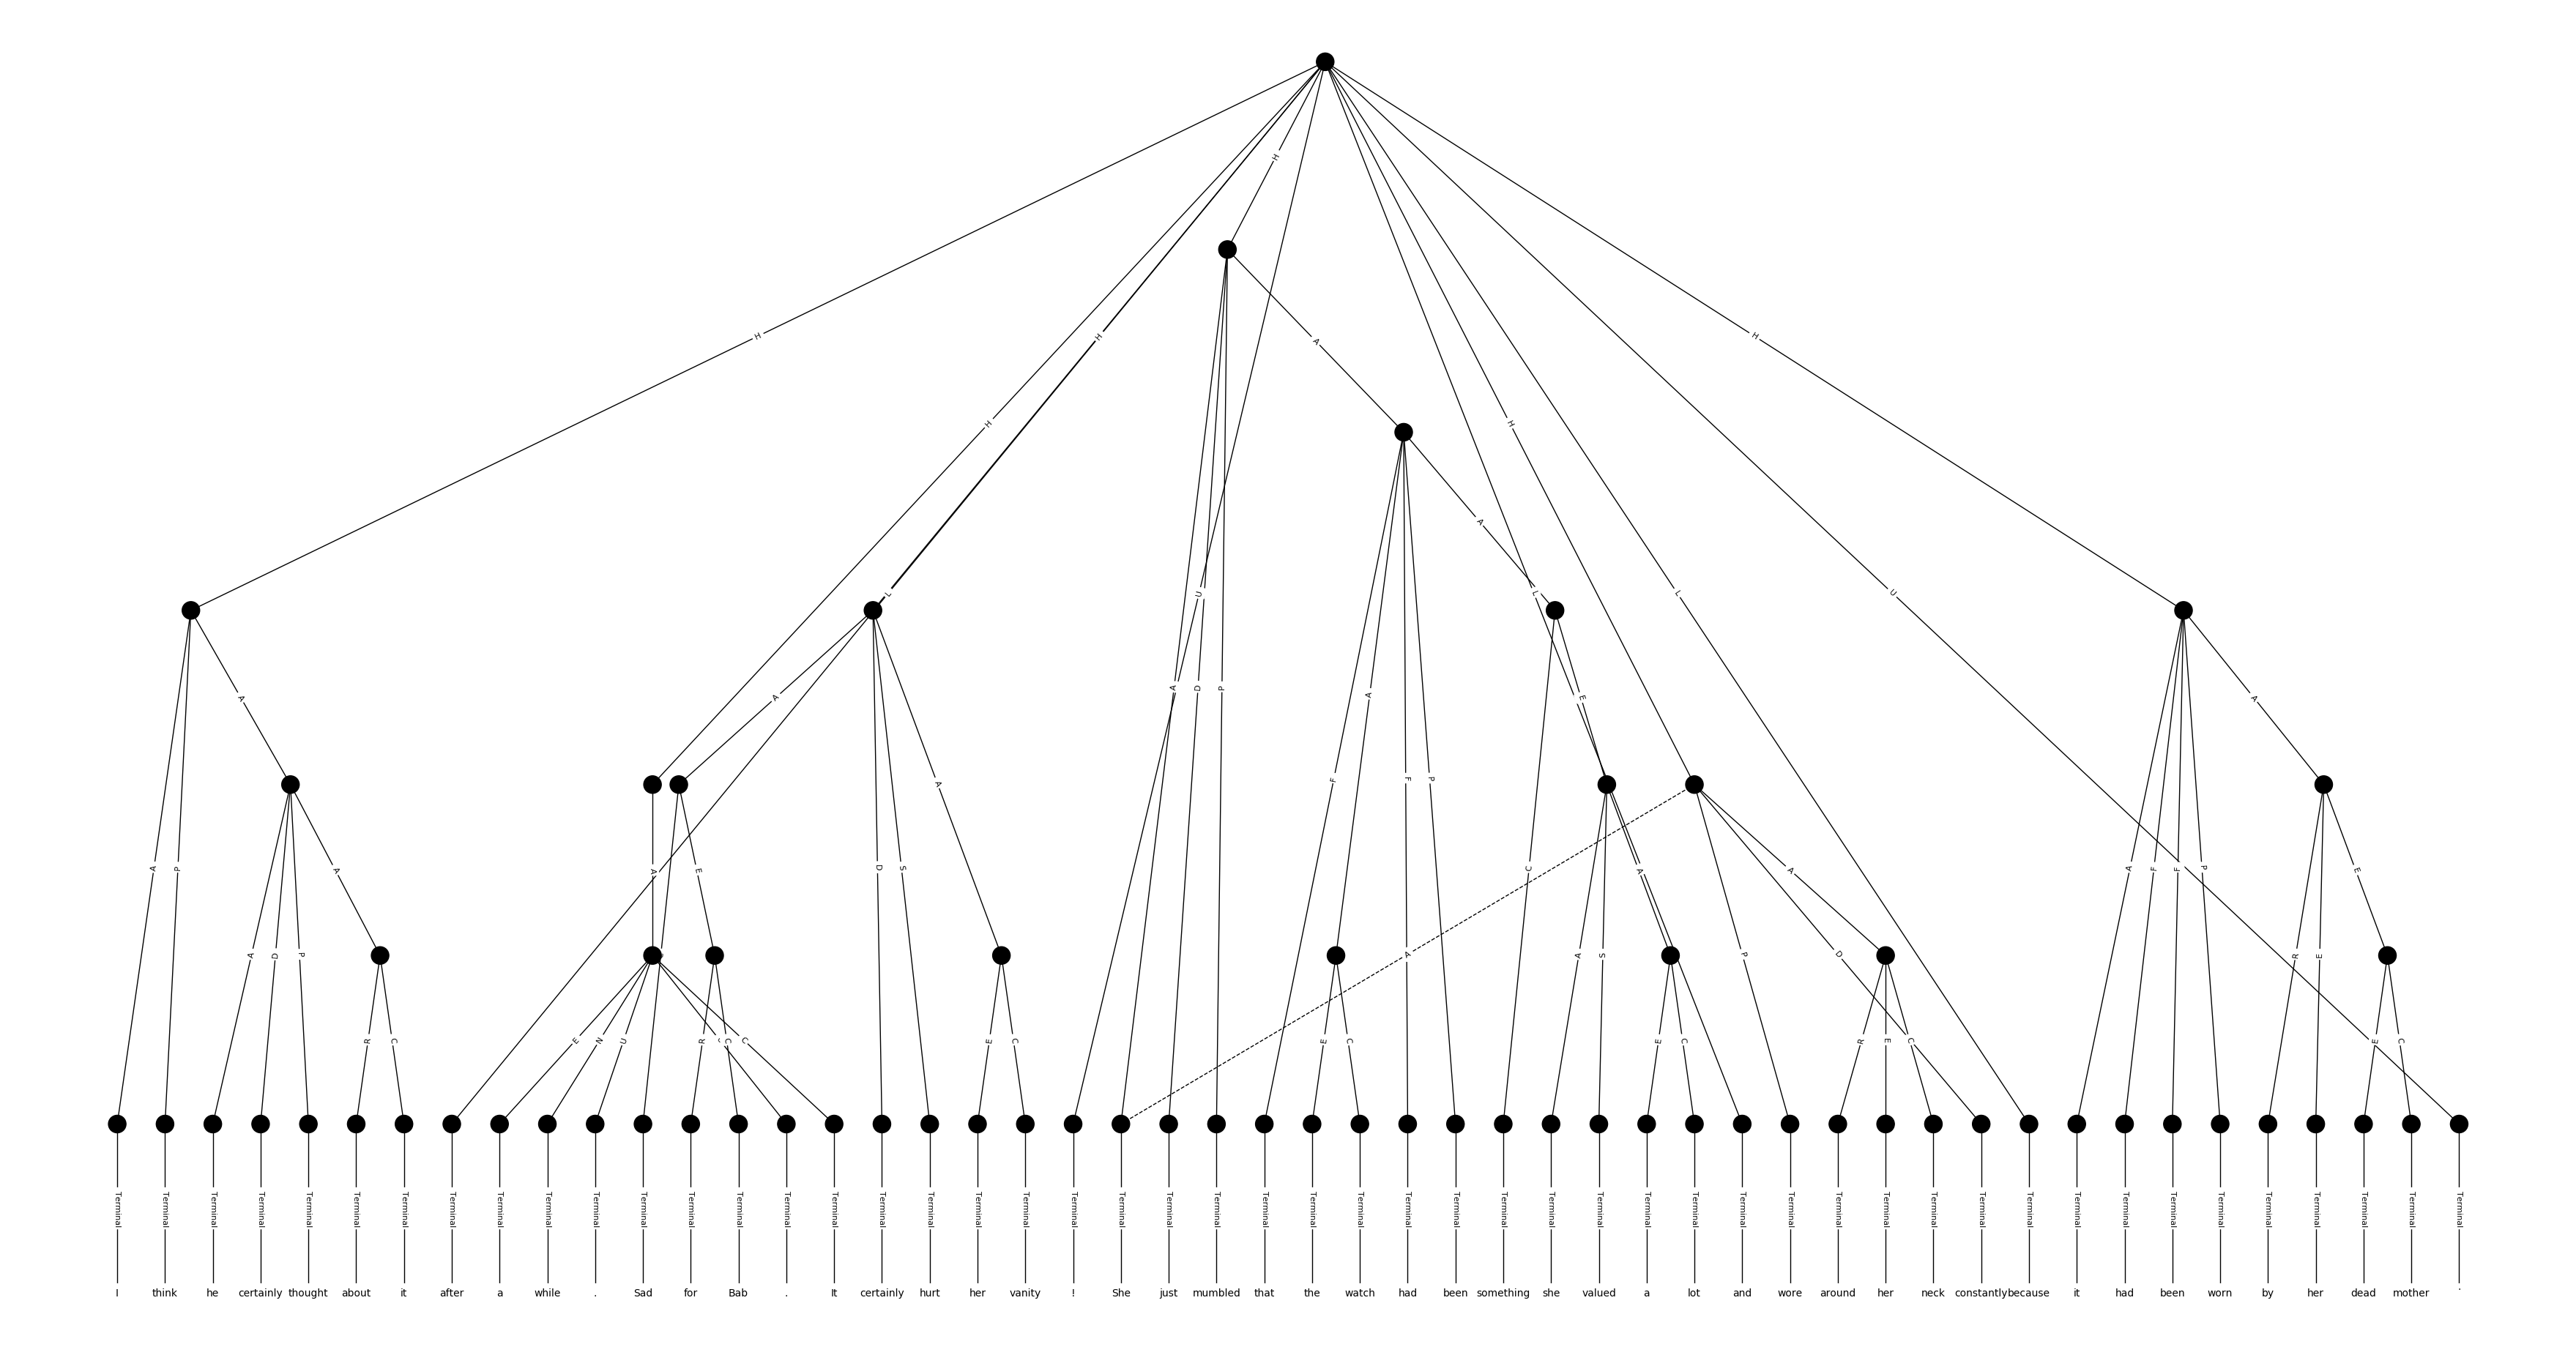 H
H
H
H
H
A
A
L
H
U
L
L
U
A
A
A
D
P
A
A
E
F
F
P
A
P
A
A
E
D
S
A
C
A
A
A
F
F
P
E
A
D
P
A
S
P
D
R
E
R
C
E
N
U
R
C
C
E
C
E
C
E
C
R
E
C
E
C
Terminal Terminal Terminal Terminal Terminal Terminal Terminal Terminal Terminal Terminal Terminal Terminal Terminal Terminal Terminal Terminal Terminal Terminal Terminal Terminal Terminal Terminal Terminal Terminal Terminal Terminal Terminal Terminal Terminal Terminal Terminal Terminal Terminal Terminal Terminal Terminal Terminal Terminal Terminal Terminal Terminal Terminal Terminal Terminal Terminal Terminal Terminal Terminal Terminal Terminal
I think he certainly thought about it after a while . Sad for Bab . It certainly hurt her vanity ! She just mumbled that the watch had been something she valued a lot and wore around her neck constantly because it had been worn by her dead mother .